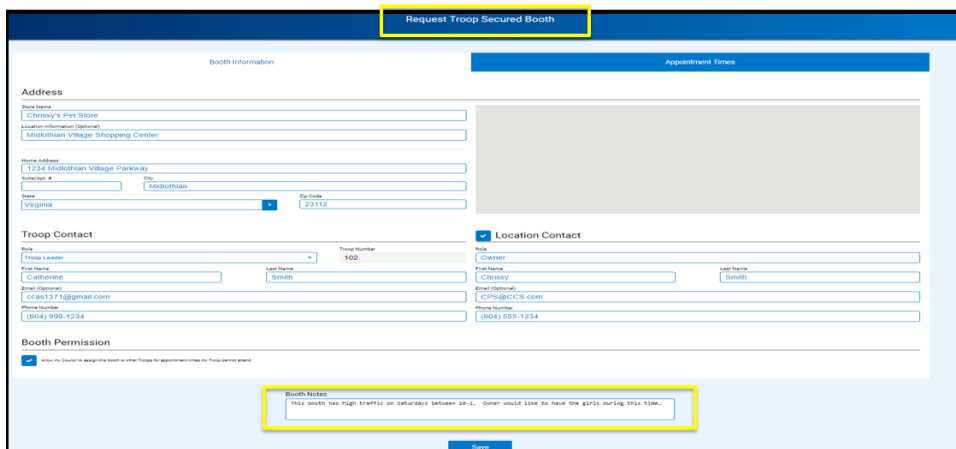 Request Troop Secured Booth
Booth Information
Appointment Times
Address
Store Name
Chrissy's Pet Store
Location Information (Optional)
Midlothian Village Shopping Center
Home Address
1234 Midlothian Village Parkway
Suite/Apt. # City
Midlothian
State Zip Code
Virginia 23112
Troop Contact
Role Troop Number
Troop Leader 102
First Name Last Name
Catherine Smith
Email (Optional)
ccas1371@gmail.com
Phone Number
(804) 999-1234
Location Contact
Role
Owner
First Name Last Name
Chrissy Smith
Email (Optional)
CPS@CCS.com
Phone Number
(804) 555-1234
Booth Permission
Allow my Council to assign this booth to other Troops for appointment times my Troop cannot attend.
Booth Notes
This booth has high traffic on Saturdays between 10-2. Owner would like to have the girls during this time.
Save